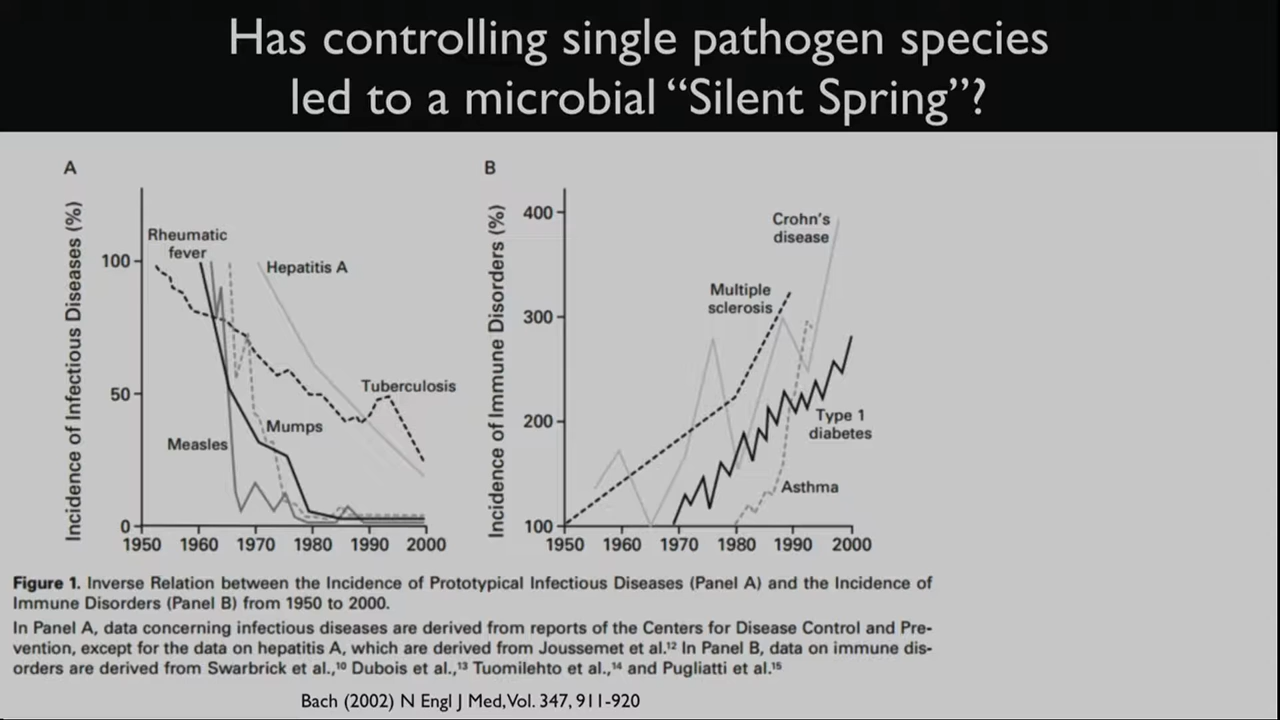 Has controlling single pathogen species
led to a microbial “Silent Spring”?
A
Incidence of Infectious Diseases (%)
100
50
0
1950 1960 1970 1980 1990 2000
Rheumatic
fever
Hepatitis A
Tuberculosis
Mumps
Measles
B
Incidence of Immune Disorders (%)
400
300
200
100
1950 1960 1970 1980 1990 2000
Crohn's
disease
Multiple
sclerosis
Type 1
diabetes
Asthma
Figure 1. Inverse Relation between the Incidence of Prototypical Infectious Diseases (Panel A) and the Incidence of
Immune Disorders (Panel B) from 1950 to 2000.
In Panel A, data concerning infectious diseases are derived from reports of the Centers for Disease Control and Pre-
vention, except for the data on hepatitis A, which are derived from Joussemet et al.¹² In Panel B, data on immune dis-
orders are derived from Swarbrick et al.,¹⁰ Dubois et al.,¹³ Tuomilehto et al.,¹⁴ and Pugliatti et al.¹⁵
Bach (2002) N Engl J Med, Vol. 347, 911-920